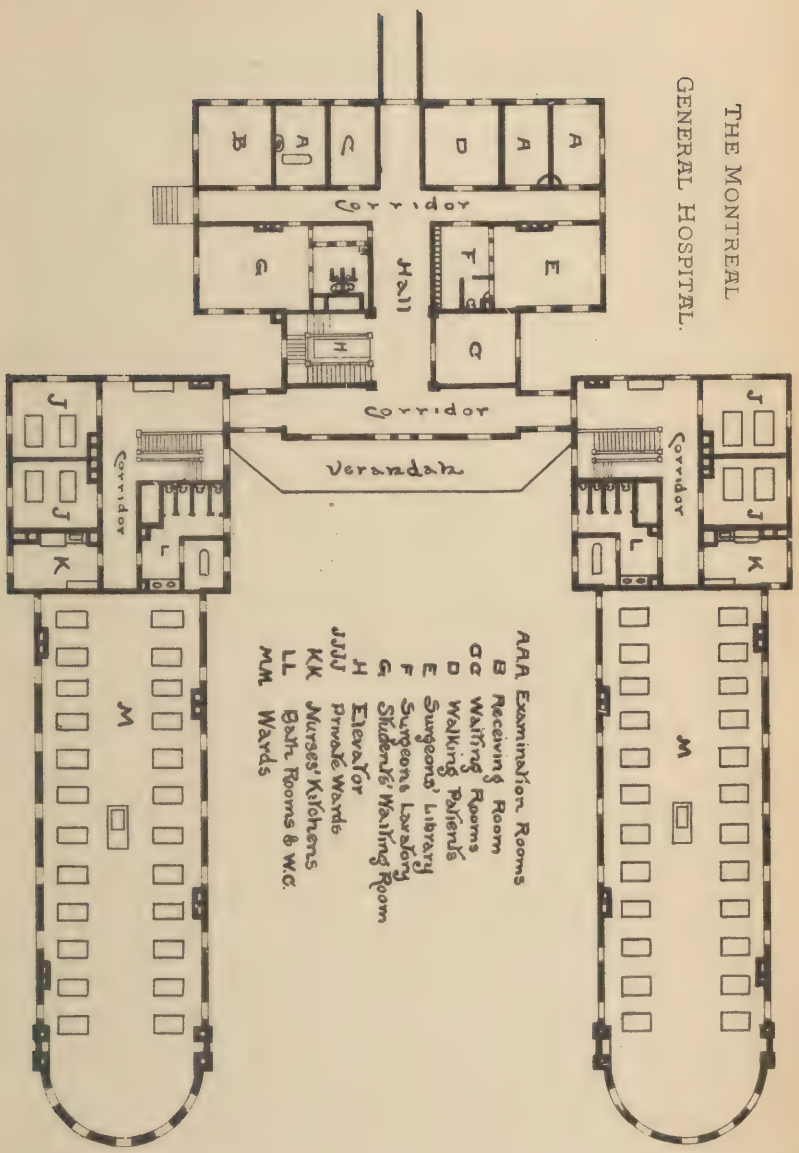 THE MONTREAL
GENERAL HOSPITAL.
A
A
D
C
A
B
Corridor
E
F
G
Hall
C
H
Corridor
Verandah
J
J
K
Corridor
L
M
J
J
K
Corridor
L
M
AAA Examination Rooms
B Receiving Room
CC Waiting Rooms
D Walking Patients
E Surgeons' Library
F Surgeons Lavatory
G Students' Waiting Room
H Elevator
JJJJ Private Wards
KK Nurses' Kitchens
LL Bath Rooms & W.C.
MM Wards